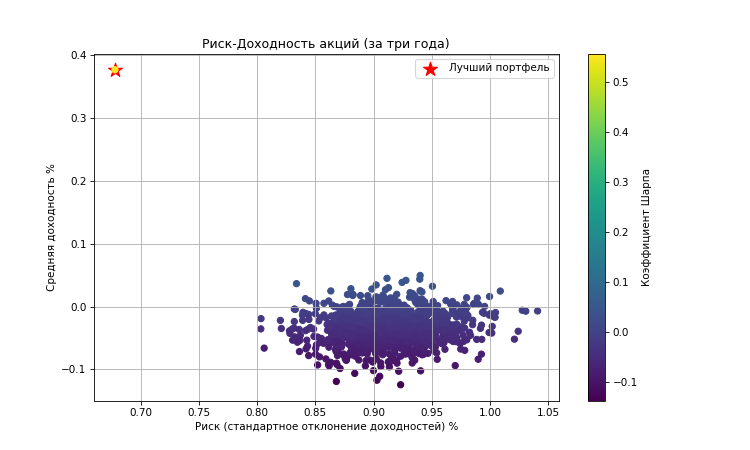 Риск-Доходность акций (за три года)
Лучший портфель
Средняя доходность %
0.4
0.3
0.2
0.1
0.0
−0.1
0.70 0.75 0.80 0.85 0.90 0.95 1.00 1.05
Риск (стандартное отклонение доходностей) %
0.5
0.4
0.3
0.2
0.1
0.0
−0.1
Коэффициент Шарпа